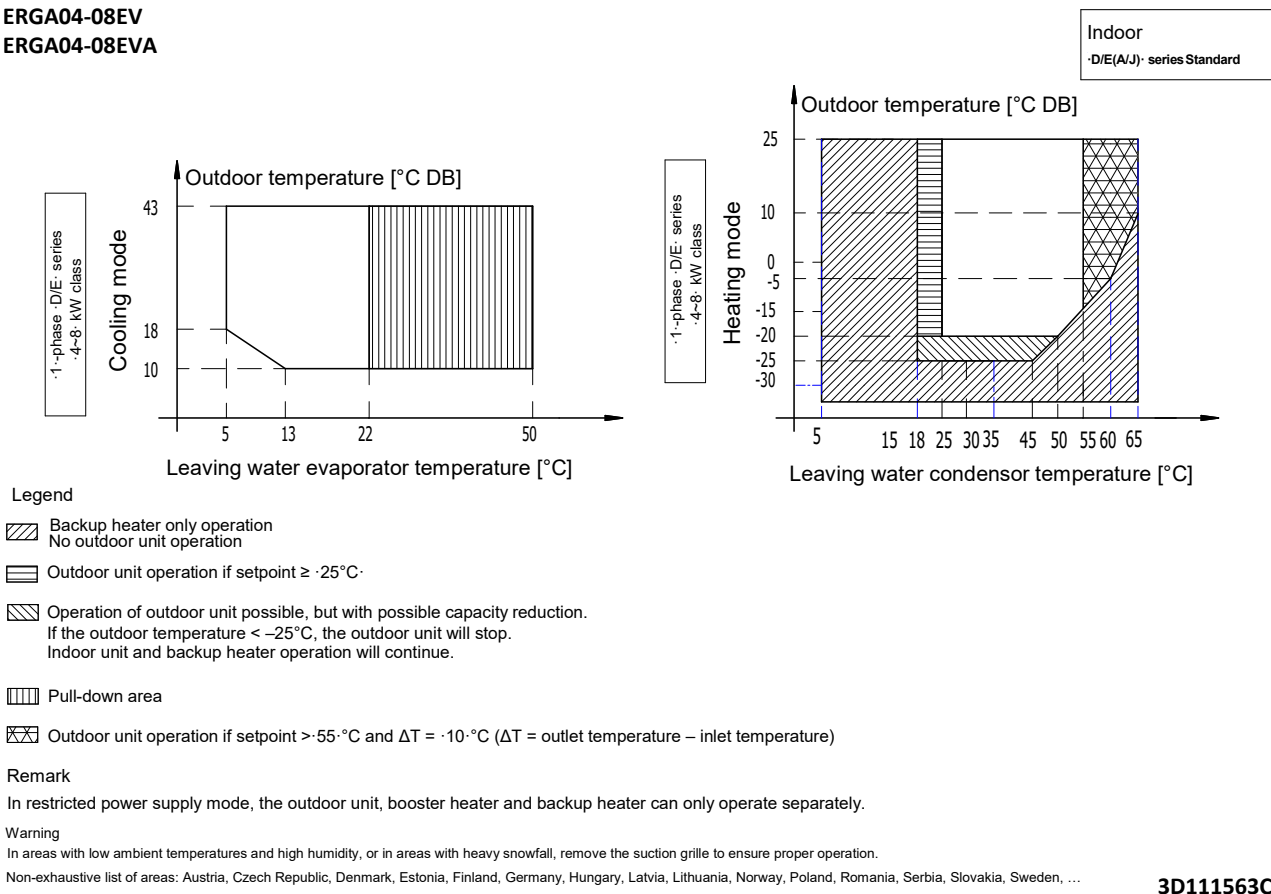 ERGA04-08EV
ERGA04-08EVA
Indoor
·D/E(A/J)· series Standard
·1·-phase ·D/E· series
·4~8· kW class
Cooling mode
Outdoor temperature [°C DB]
43
18
10
5 13 22 50
Leaving water evaporator temperature [°C]
·1·-phase ·D/E· series
·4~8· kW class
Heating mode
Outdoor temperature [°C DB]
25
10
0
-5
-15
-20
-25
-30
5 15 18 25 30 35 45 50 55 60 65
Leaving water condensor temperature [°C]
Legend
Backup heater only operation
No outdoor unit operation
Outdoor unit operation if setpoint ≥ ·25°C·
Operation of outdoor unit possible, but with possible capacity reduction.
If the outdoor temperature < –25°C, the outdoor unit will stop.
Indoor unit and backup heater operation will continue.
Pull-down area
Outdoor unit operation if setpoint >·55·°C and ΔT = ·10·°C (ΔT = outlet temperature – inlet temperature)
Remark
In restricted power supply mode, the outdoor unit, booster heater and backup heater can only operate separately.
Warning
In areas with low ambient temperatures and high humidity, or in areas with heavy snowfall, remove the suction grille to ensure proper operation.
Non-exhaustive list of areas: Austria, Czech Republic, Denmark, Estonia, Finland, Germany, Hungary, Latvia, Lithuania, Norway, Poland, Romania, Serbia, Slovakia, Sweden, …
3D111563C